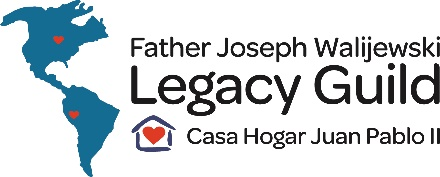 Father Joseph Walijewski
Legacy Guild
Casa Hogar Juan Pablo II